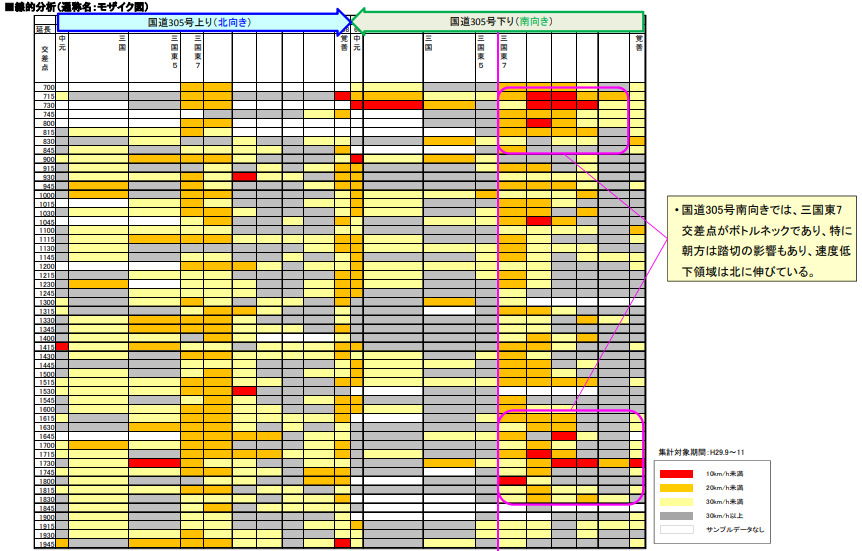 ■線的分析(通称名:モザイク図)
国道305号上り(北向き)
国道305号下り(南向き)
延長
交差点
中元
三国
三国東5
三国東7
覚善
中元
三国
三国東5
三国東7
覚善
700
715
730
745
800
815
830
845
900
915
930
945
1000
1015
1030
1045
1100
1115
1130
1145
1200
1215
1230
1245
1300
1315
1330
1345
1400
1415
1430
1445
1500
1515
1530
1545
1600
1615
1630
1645
1700
1715
1730
1745
1800
1815
1830
1845
1900
1915
1930
1945
・国道305号南向きでは、三国東7
交差点がボトルネックであり、特に
朝方は踏切の影響もあり、速度低
下領域は北に伸びている。
集計対象期間:H29.9~11
10km/h未満
20km/h未満
30km/h未満
30km/h以上
サンプルデータなし